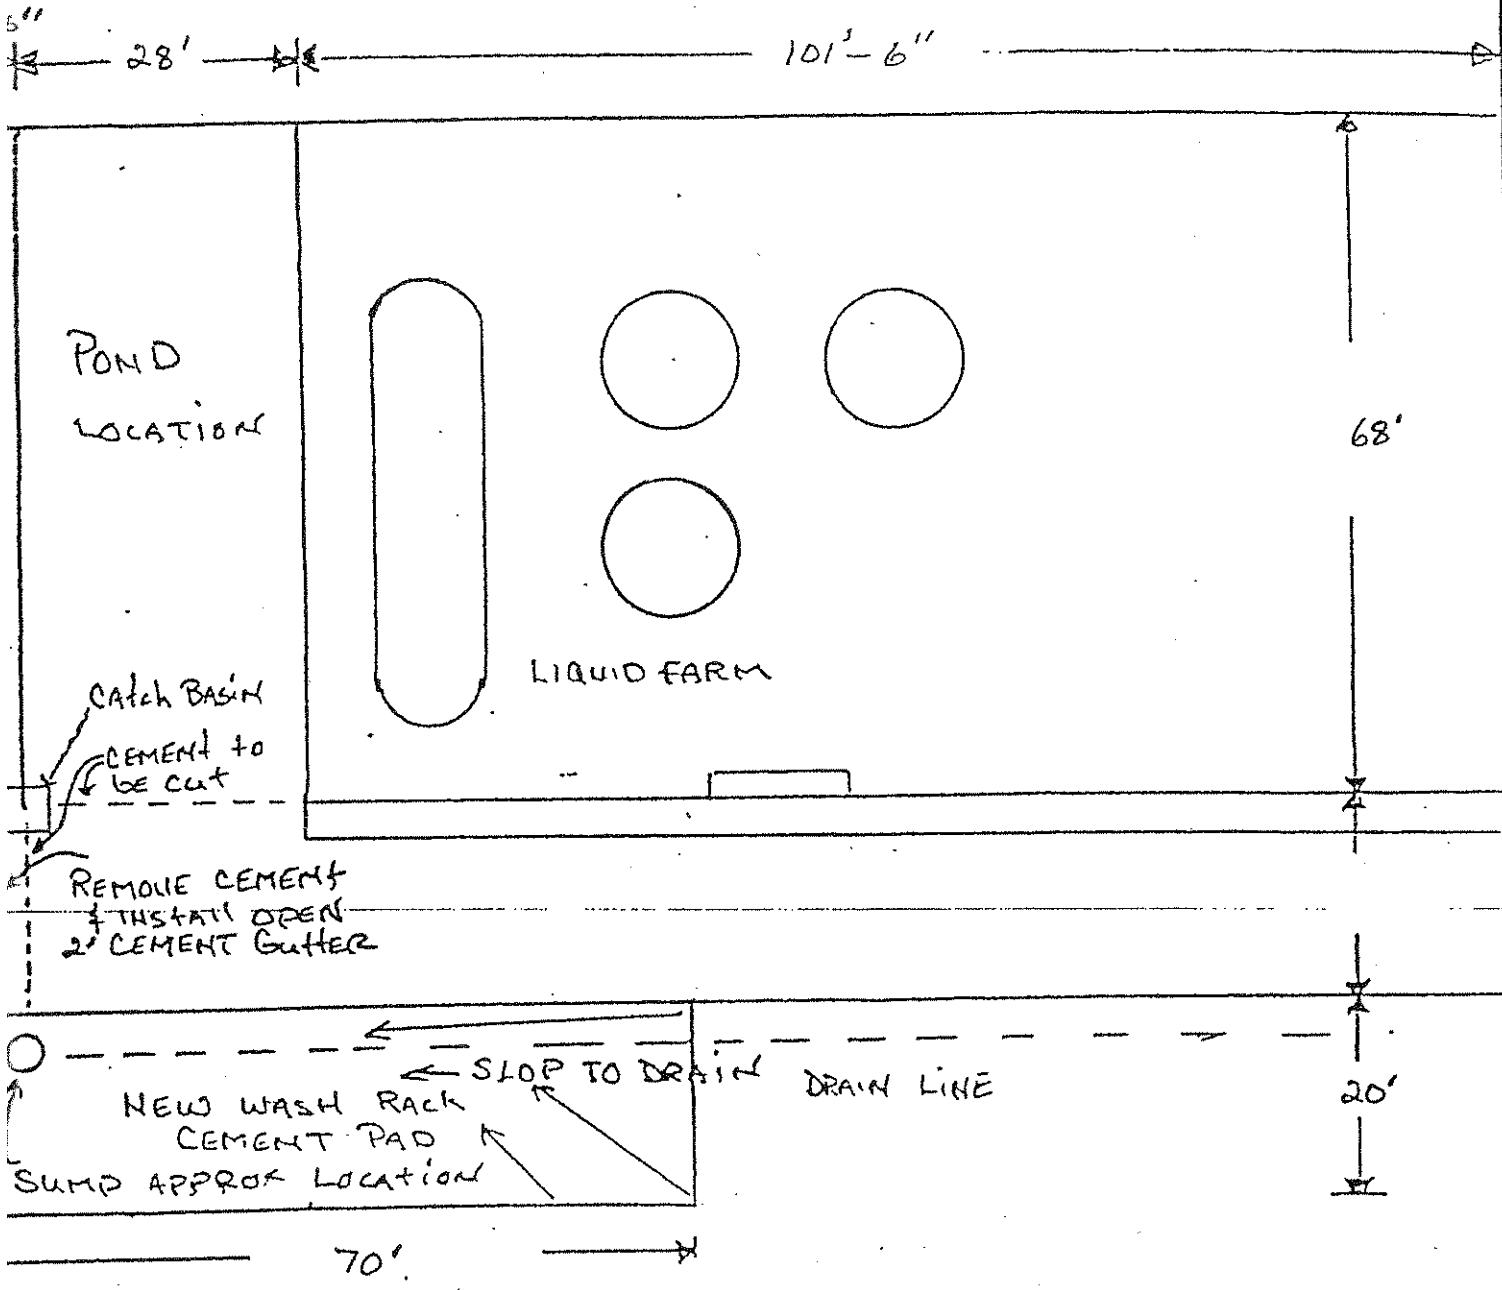 6"
28'
101'-6"
POND
LOCATION
68'
LIQUID FARM
CATCH BASIN
CEMENT TO
BE CUT
REMOVE CEMENT
& INSTALL OPEN
2' CEMENT GUTTER
SLOP TO DRAIN
DRAIN LINE
20'
NEW WASH RACK
CEMENT PAD
SUMP APPROX LOCATION
70'